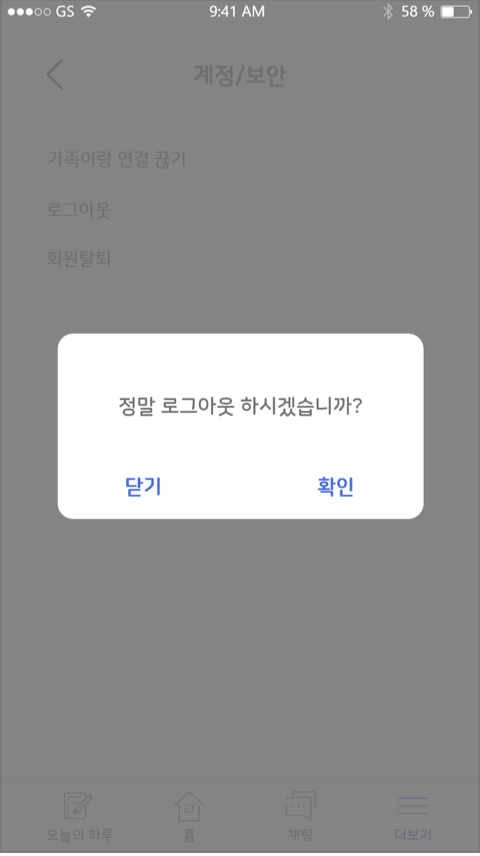 GS 9:41 AM 58 %
계정/보안
가족이랑 연결 끊기
로그아웃
회원탈퇴
정말 로그아웃 하시겠습니까?
닫기 확인
오늘의 하루 홈 채팅 더보기